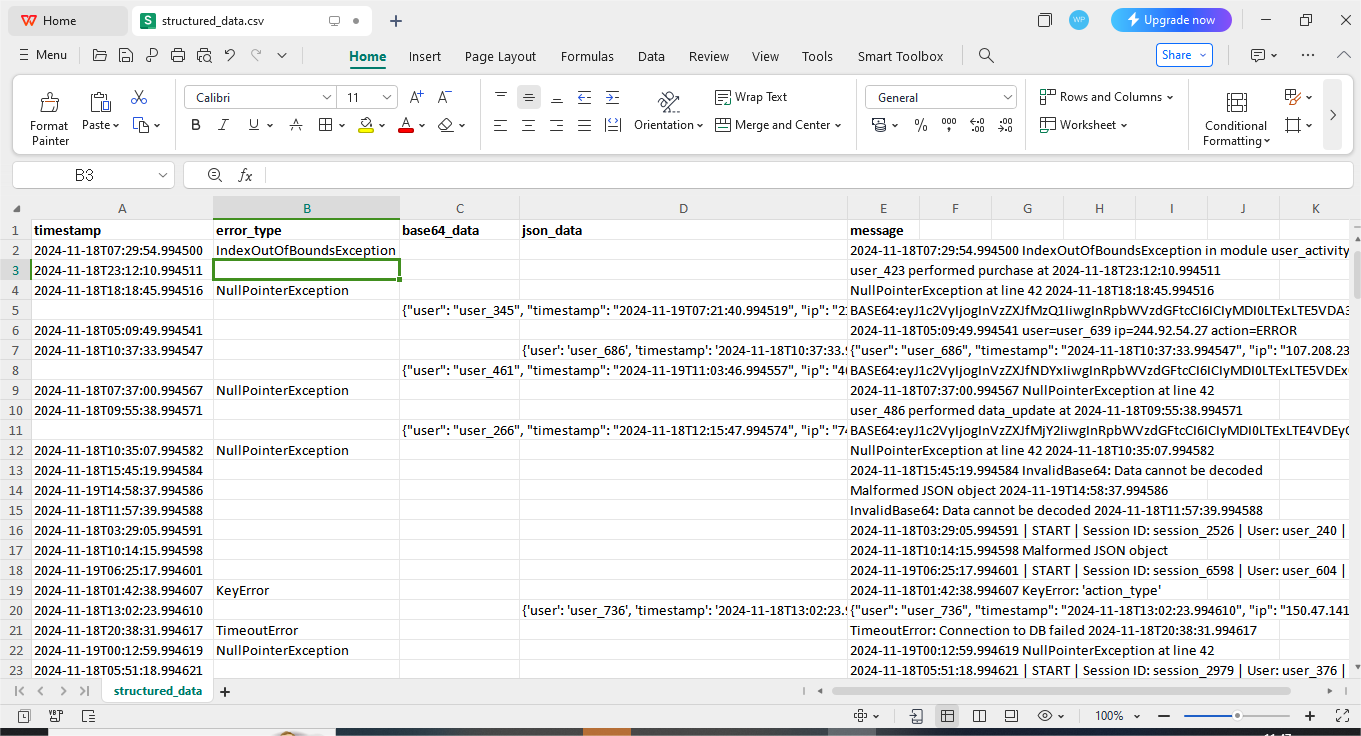 Home structured_data.csv WP Upgrade now
Menu Home Insert Page Layout Formulas Data Review View Tools Smart Toolbox Share
Calibri 11 A+ A- Wrap Text General Rows and Columns
Format Painter Paste B I U A A Orientation Merge and Center % Worksheet Conditional Formatting
B3 fx
A B C D E F G H I J K
1 timestamp error_type base64_data json_data message
2 2024-11-18T07:29:54.994500 IndexOutOfBoundsException 2024-11-18T07:29:54.994500 IndexOutOfBoundsException in module user_activity
3 2024-11-18T23:12:10.994511 user_423 performed purchase at 2024-11-18T23:12:10.994511
4 2024-11-18T18:18:45.994516 NullPointerException NullPointerException at line 42 2024-11-18T18:18:45.994516
5 {"user": "user_345", "timestamp": "2024-11-19T07:21:40.994519", "ip": "2 BASE64:eyJ1c2VyIjogInVzZXJfMzQ1IiwgInRpbWVzdGFtcCI6ICIyMDI0LTExLTE5VDA3
6 2024-11-18T05:09:49.994541 2024-11-18T05:09:49.994541 user=user_639 ip=244.92.54.27 action=ERROR
7 2024-11-18T10:37:33.994547 {'user': 'user_686', 'timestamp': '2024-11-18T10:37:33. {"user": "user_686", "timestamp": "2024-11-18T10:37:33.994547", "ip": "107.208.23
8 {"user": "user_461", "timestamp": "2024-11-19T11:03:46.994557", "ip": "4 BASE64:eyJ1c2VyIjogInVzZXJfNDYxIiwgInRpbWVzdGFtcCI6ICIyMDI0LTExLTE5VDEx
9 2024-11-18T07:37:00.994567 NullPointerException 2024-11-18T07:37:00.994567 NullPointerException at line 42
10 2024-11-18T09:55:38.994571 user_486 performed data_update at 2024-11-18T09:55:38.994571
11 {"user": "user_266", "timestamp": "2024-11-18T12:15:47.994574", "ip": "74 BASE64:eyJ1c2VyIjogInVzZXJfMjY2IiwgInRpbWVzdGFtcCI6ICIyMDI0LTExLTE4VDEy
12 2024-11-18T10:35:07.994582 NullPointerException NullPointerException at line 42 2024-11-18T10:35:07.994582
13 2024-11-18T15:45:19.994584 2024-11-18T15:45:19.994584 InvalidBase64: Data cannot be decoded
14 2024-11-19T14:58:37.994586 Malformed JSON object 2024-11-19T14:58:37.994586
15 2024-11-18T11:57:39.994588 InvalidBase64: Data cannot be decoded 2024-11-18T11:57:39.994588
16 2024-11-18T03:29:05.994591 2024-11-18T03:29:05.994591 | START | Session ID: session_2526 | User: user_240 |
17 2024-11-18T10:14:15.994598 2024-11-18T10:14:15.994598 Malformed JSON object
18 2024-11-19T06:25:17.994601 2024-11-19T06:25:17.994601 | START | Session ID: session_6598 | User: user_604 |
19 2024-11-18T01:42:38.994607 KeyError 2024-11-18T01:42:38.994607 KeyError: 'action_type'
20 2024-11-18T13:02:23.994610 {'user': 'user_736', 'timestamp': '2024-11-18T13:02:23. {"user": "user_736", "timestamp": "2024-11-18T13:02:23.994610", "ip": "150.47.141
21 2024-11-18T20:38:31.994617 TimeoutError TimeoutError: Connection to DB failed 2024-11-18T20:38:31.994617
22 2024-11-19T00:12:59.994619 NullPointerException 2024-11-19T00:12:59.994619 NullPointerException at line 42
23 2024-11-18T05:51:18.994621 2024-11-18T05:51:18.994621 | START | Session ID: session_2979 | User: user_376 |
structured_data
100%